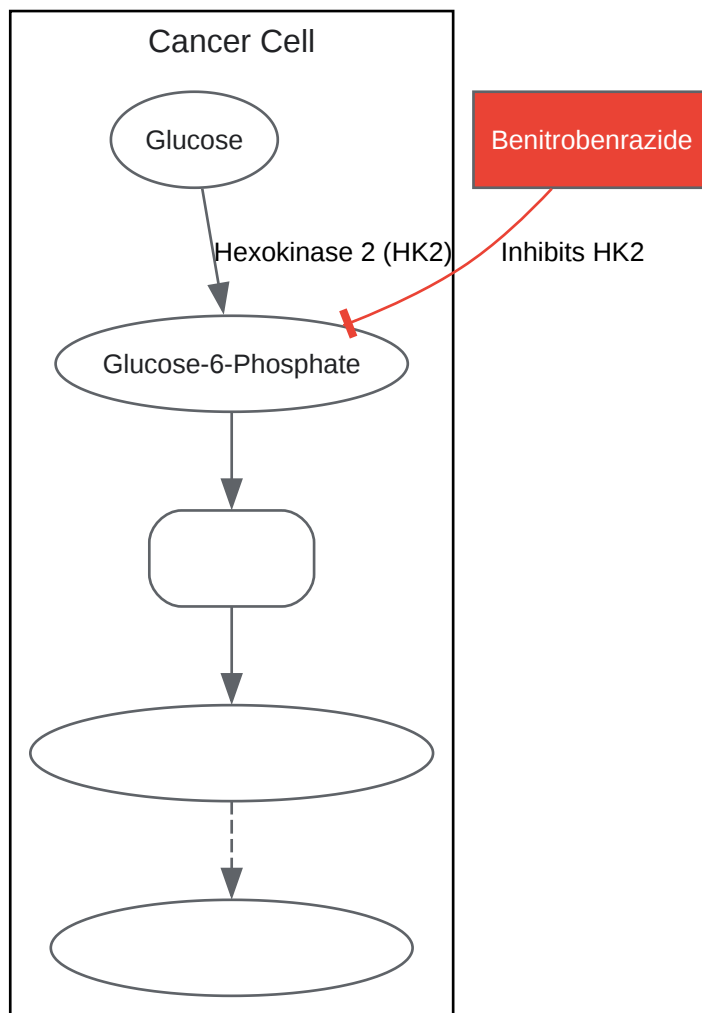 Cancer Cell
Glucose
Benitrobenrazide
Hexokinase 2 (HK2)
Inhibits HK2
Glucose-6-Phosphate